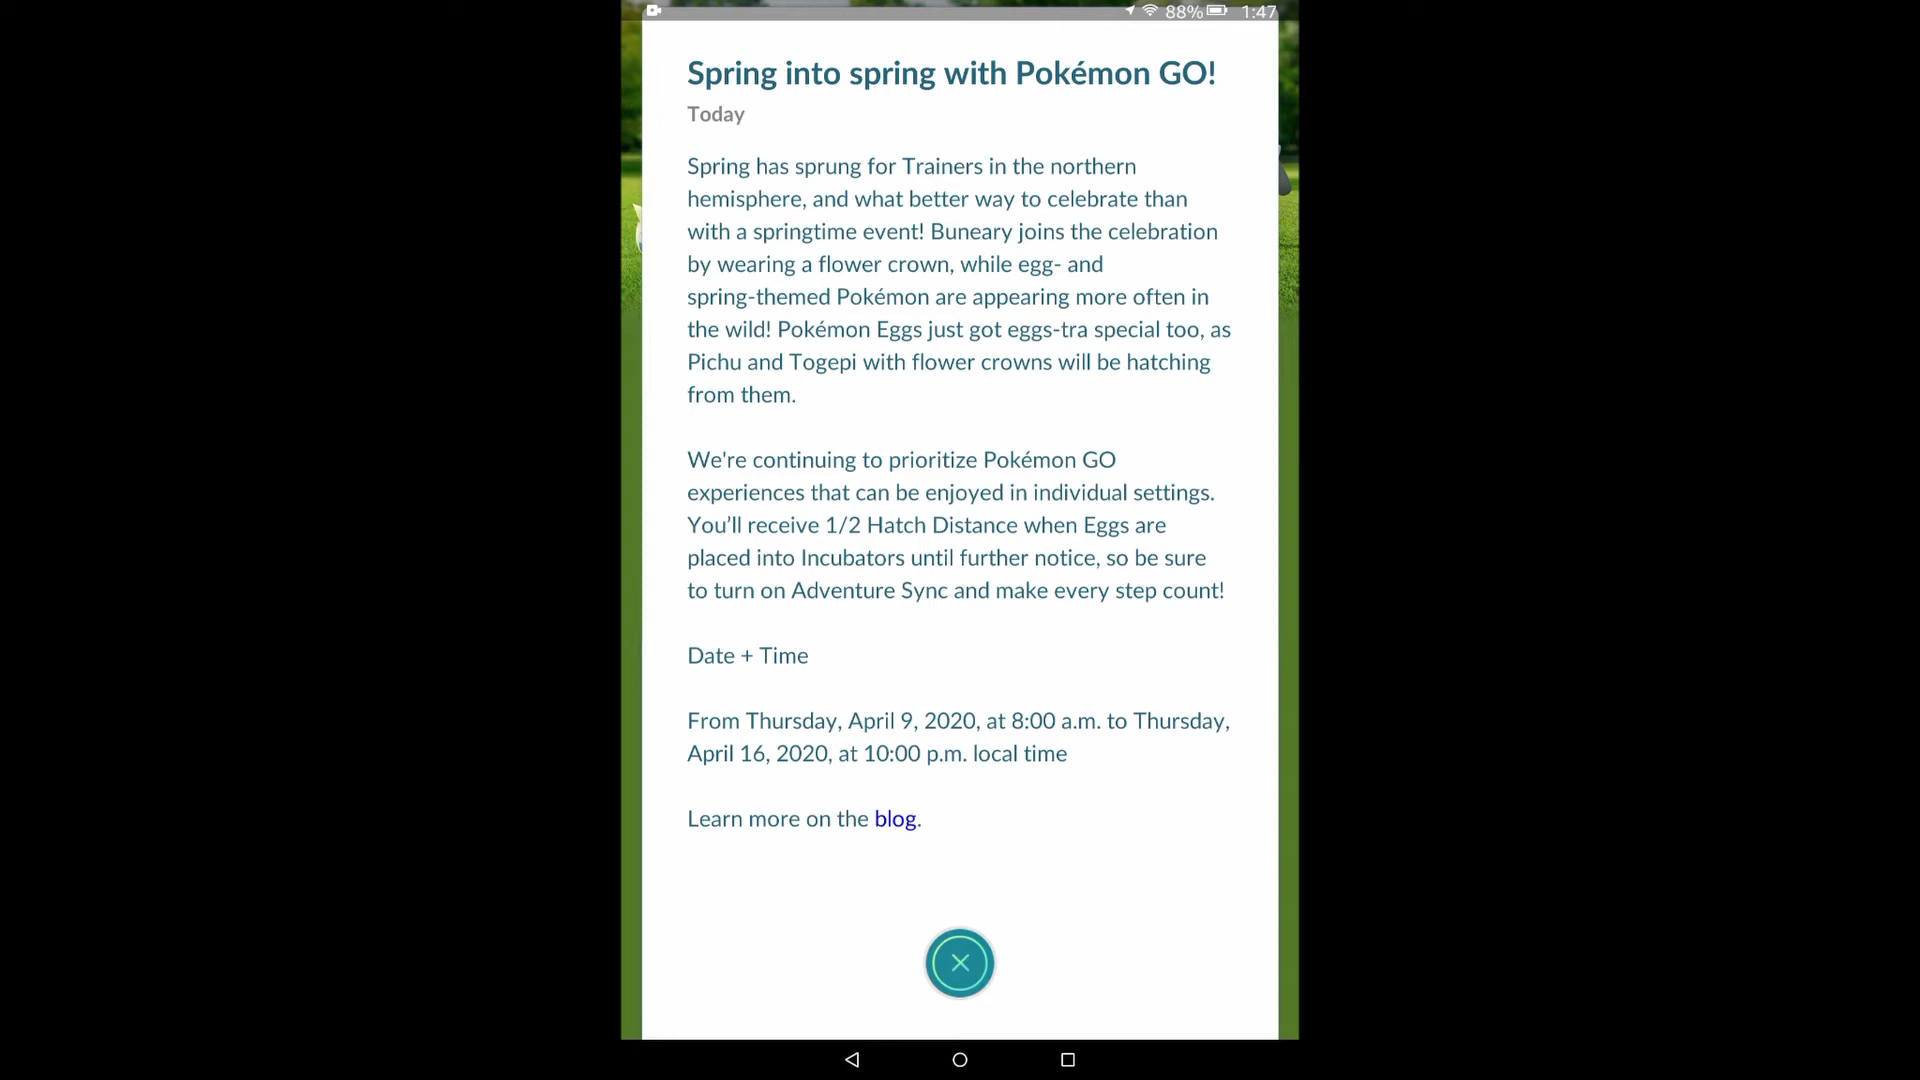 88% 1:47
Spring into spring with Pokémon GO!
Today
Spring has sprung for Trainers in the northern
hemisphere, and what better way to celebrate than
with a springtime event! Buneary joins the celebration
by wearing a flower crown, while egg- and
spring-themed Pokémon are appearing more often in
the wild! Pokémon Eggs just got eggs-tra special too, as
Pichu and Togepi with flower crowns will be hatching
from them.
We're continuing to prioritize Pokémon GO
experiences that can be enjoyed in individual settings.
You’ll receive 1/2 Hatch Distance when Eggs are
placed into Incubators until further notice, so be sure
to turn on Adventure Sync and make every step count!
Date + Time
From Thursday, April 9, 2020, at 8:00 a.m. to Thursday,
April 16, 2020, at 10:00 p.m. local time
Learn more on the blog.